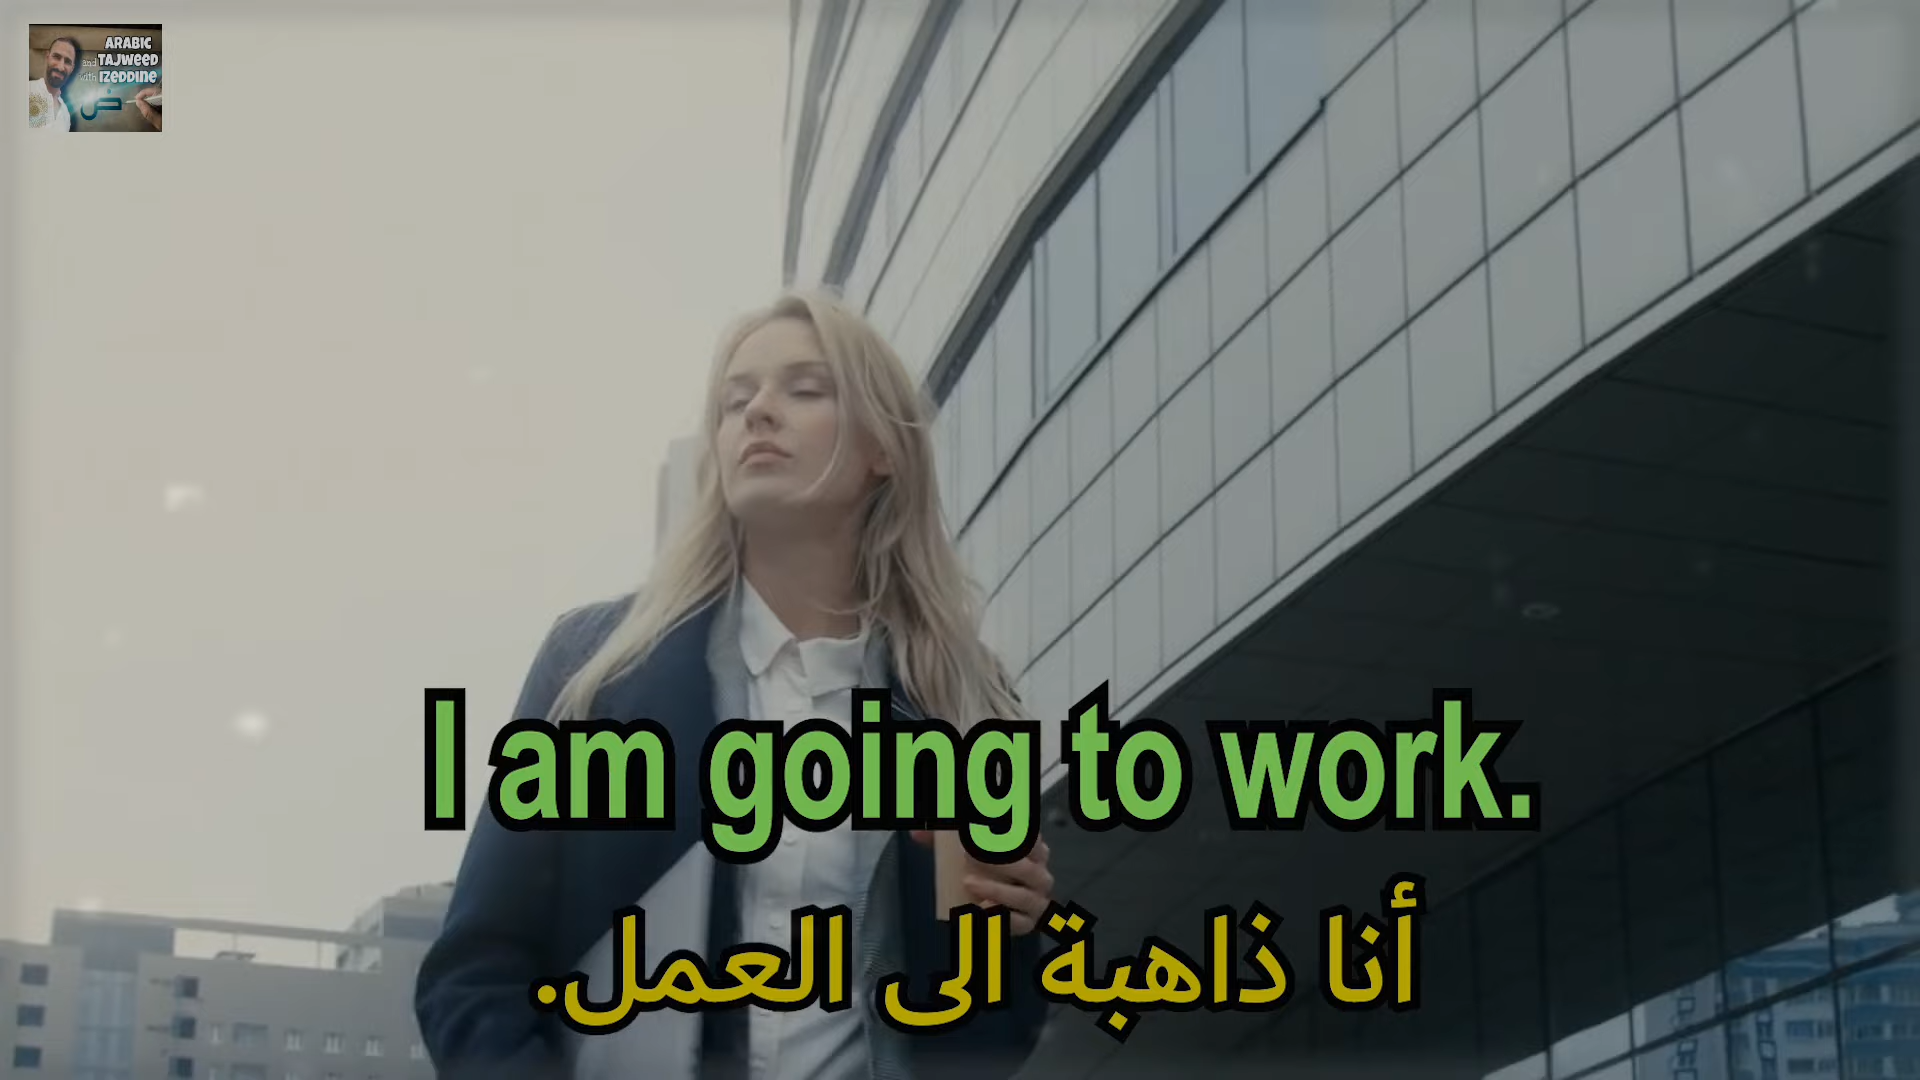 ARABIC
and TAJWEED
with IZEDDINE
ض
I am going to work.
أنا ذاهبة الى العمل.